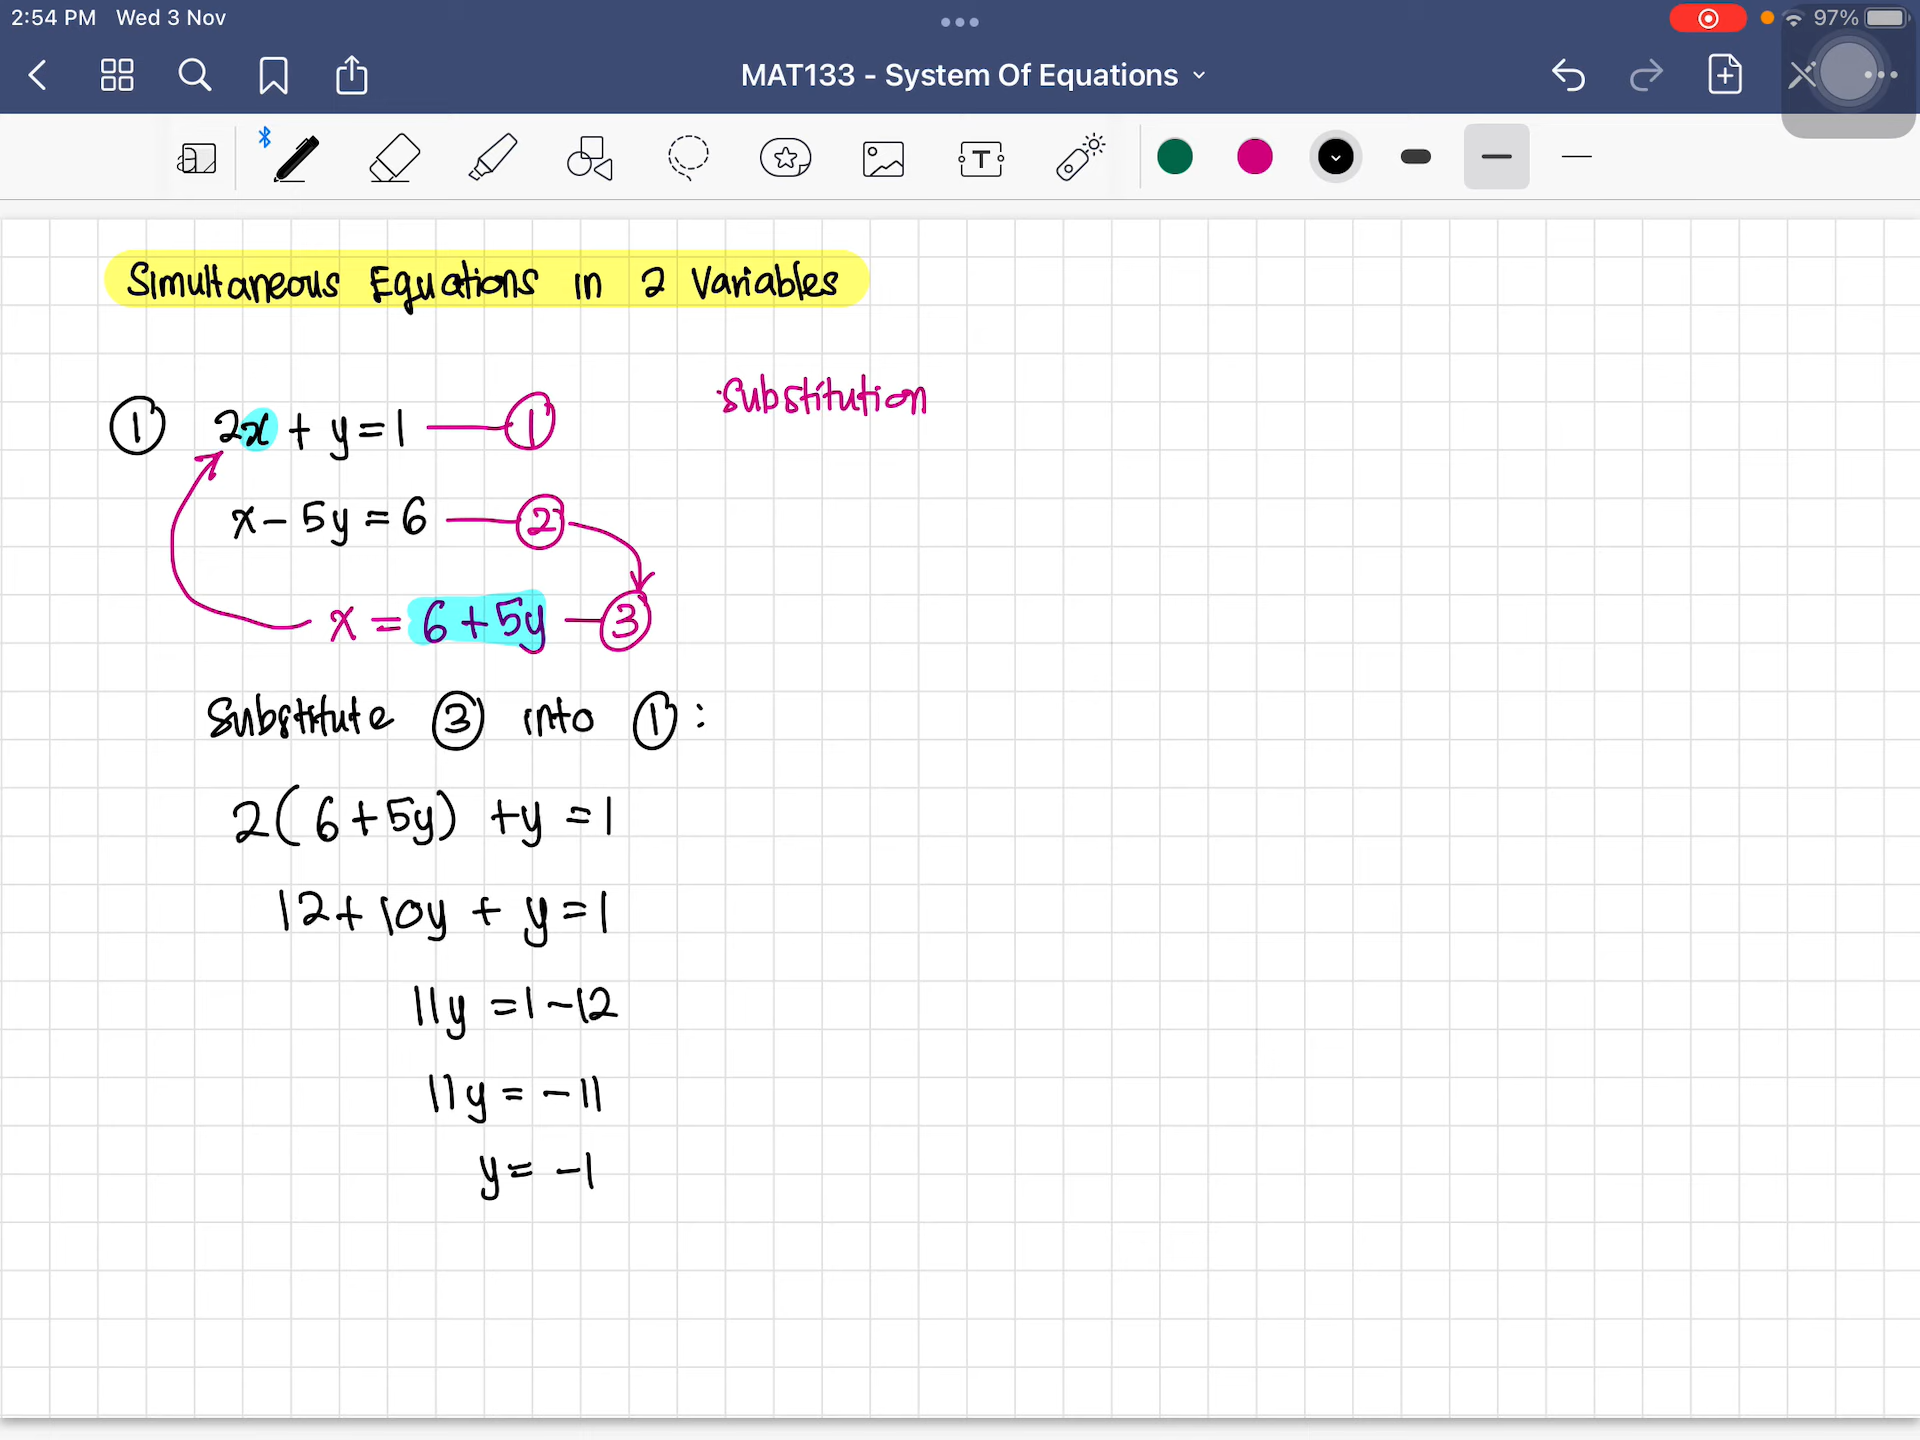 2:54 PM Wed 3 Nov
97%
MAT133 - System Of Equations
Simultaneous Equations in 2 Variables
Substitution
① 2x + y = 1 — ①
x - 5y = 6 — ②
x = 6 + 5y — ③
Substitute ③ into ① :
2( 6 + 5y) + y = 1
12 + 10y + y = 1
11y = 1 - 12
11y = - 11
y = -1